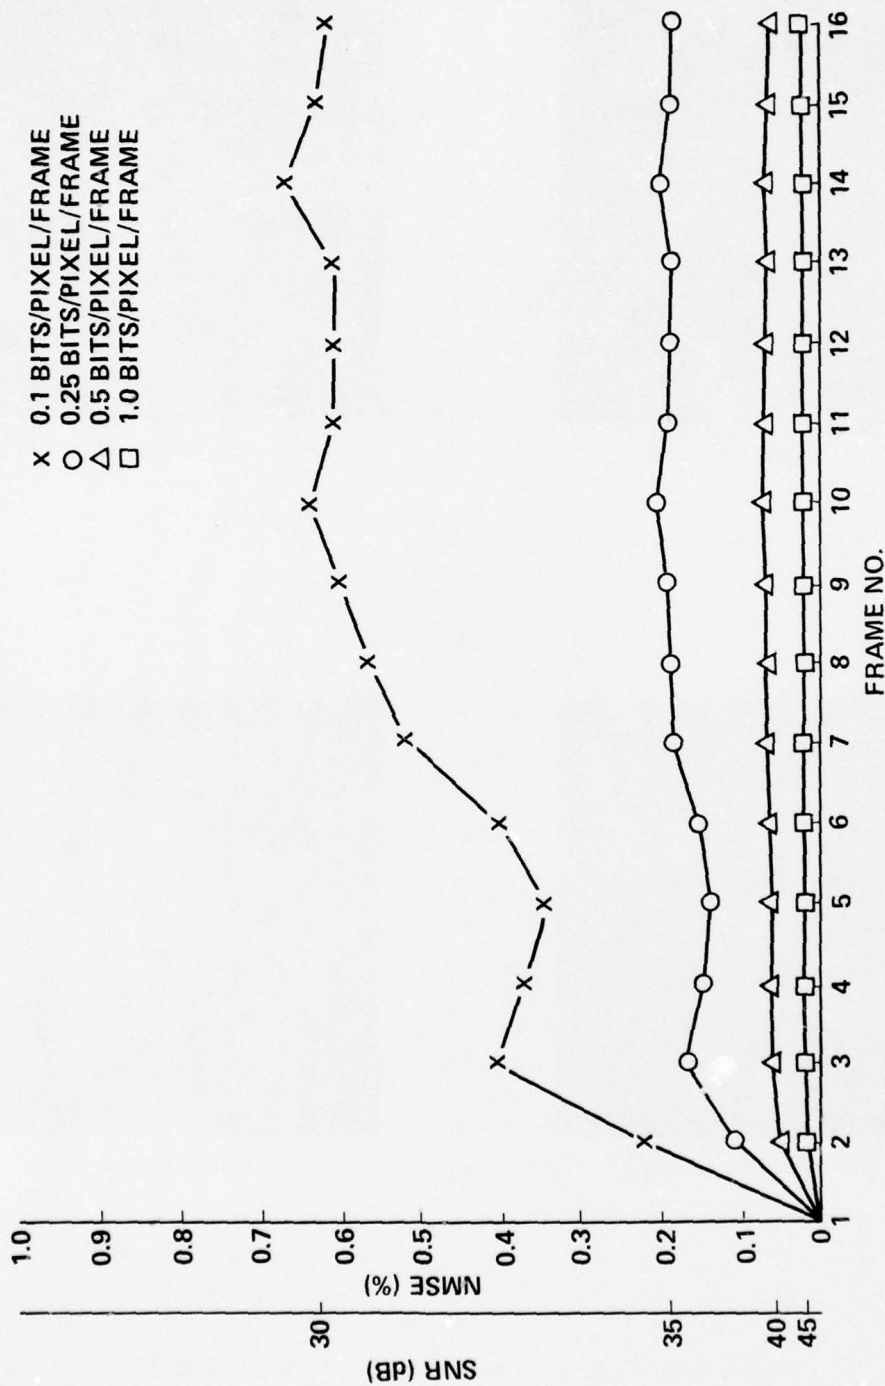 × 0.1 BITS/PIXEL/FRAME
○ 0.25 BITS/PIXEL/FRAME
△ 0.5 BITS/PIXEL/FRAME
□ 1.0 BITS/PIXEL/FRAME
SNR (dB)
30
35
40
45
NMSE (%)
1.0
0.9
0.8
0.7
0.6
0.5
0.4
0.3
0.2
0.1
0
1 2 3 4 5 6 7 8 9 10 11 12 13 14 15 16
FRAME NO.